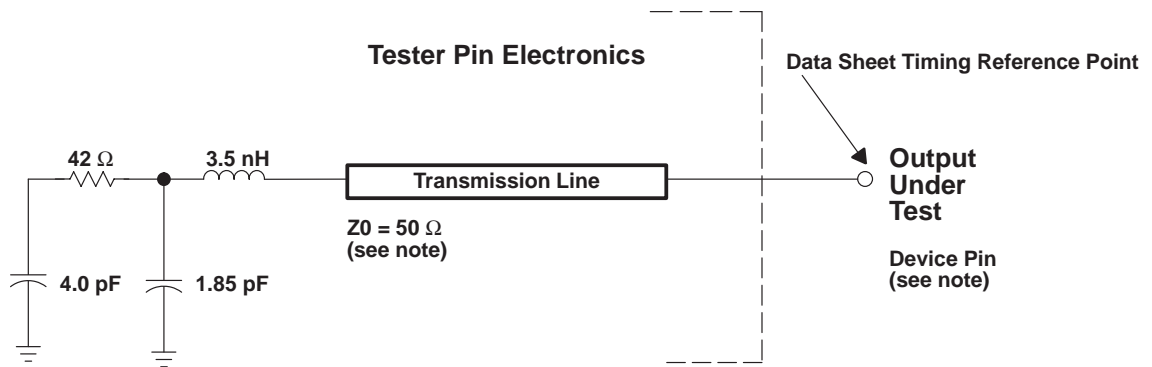 Tester Pin Electronics
Data Sheet Timing Reference Point
42 Ω
3.5 nH
Transmission Line
Output
Under
Test
Z0 = 50 Ω
(see note)
Device Pin
(see note)
4.0 pF
1.85 pF